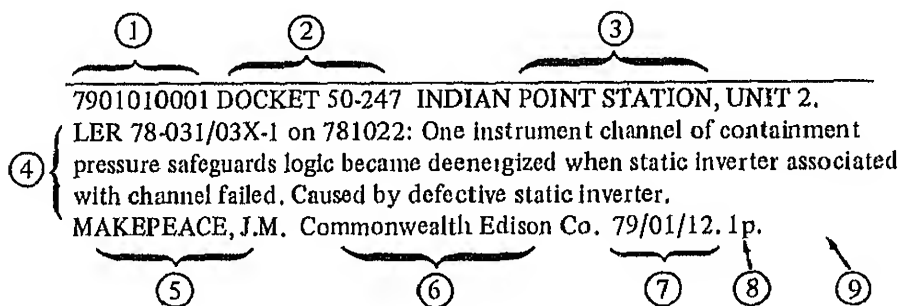 ① ② ③
7901010001 DOCKET 50-247 INDIAN POINT STATION, UNIT 2.
LER 78-031/03X-1 on 781022: One instrument channel of containment
④ pressure safeguards logic became deenergized when static inverter associated
with channel failed. Caused by defective static inverter.
MAKEPEACE, J.M. Commonwealth Edison Co. 79/01/12. 1p.
⑤ ⑥ ⑦ ⑧ ⑨